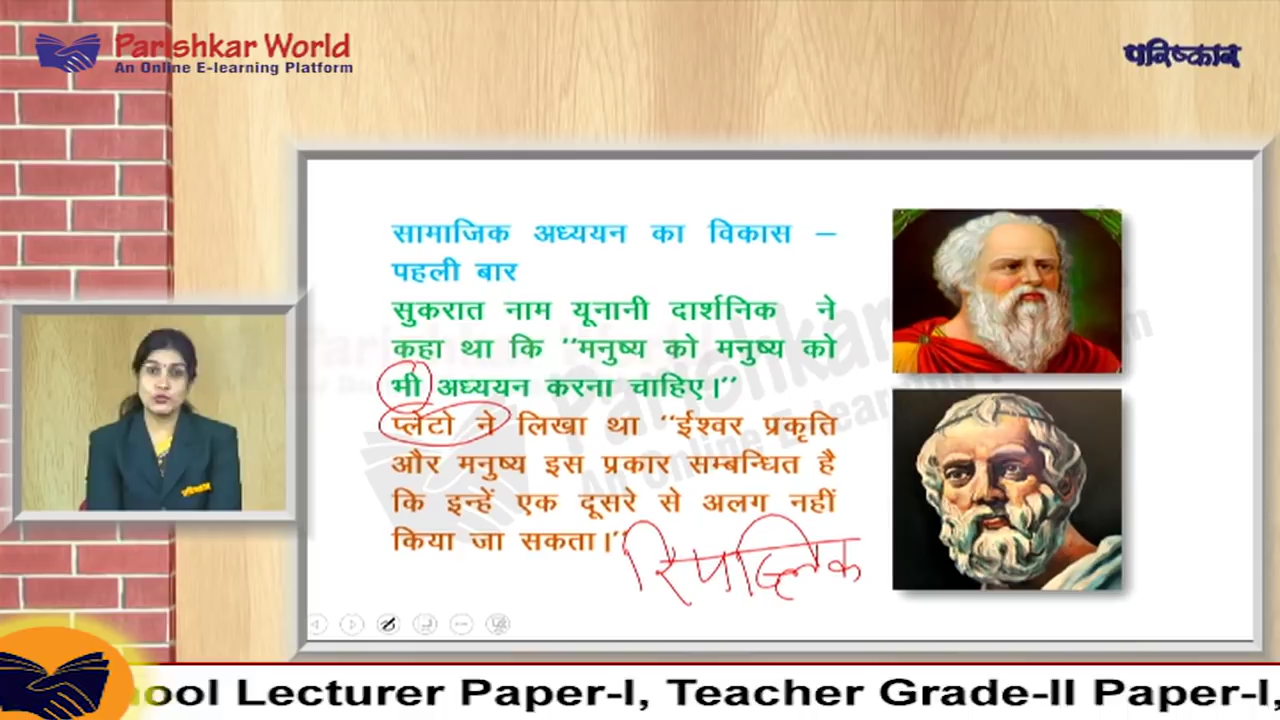 Parishkar World
An Online E-learning Platform
परिष्कार
सामाजिक अध्ययन का विकास –
पहली बार
सुकरात नाम यूनानी दार्शनिक ने
कहा था कि ‘‘मनुष्य को मनुष्य को
भी अध्ययन करना चाहिए।’’
प्लेटो ने लिखा था ‘‘ईश्वर प्रकृति
और मनुष्य इस प्रकार सम्बन्धित है
कि इन्हें एक दूसरे से अलग नहीं
किया जा सकता।’’
रिपब्लिक
hool Lecturer Paper-I, Teacher Grade-II Paper-I,